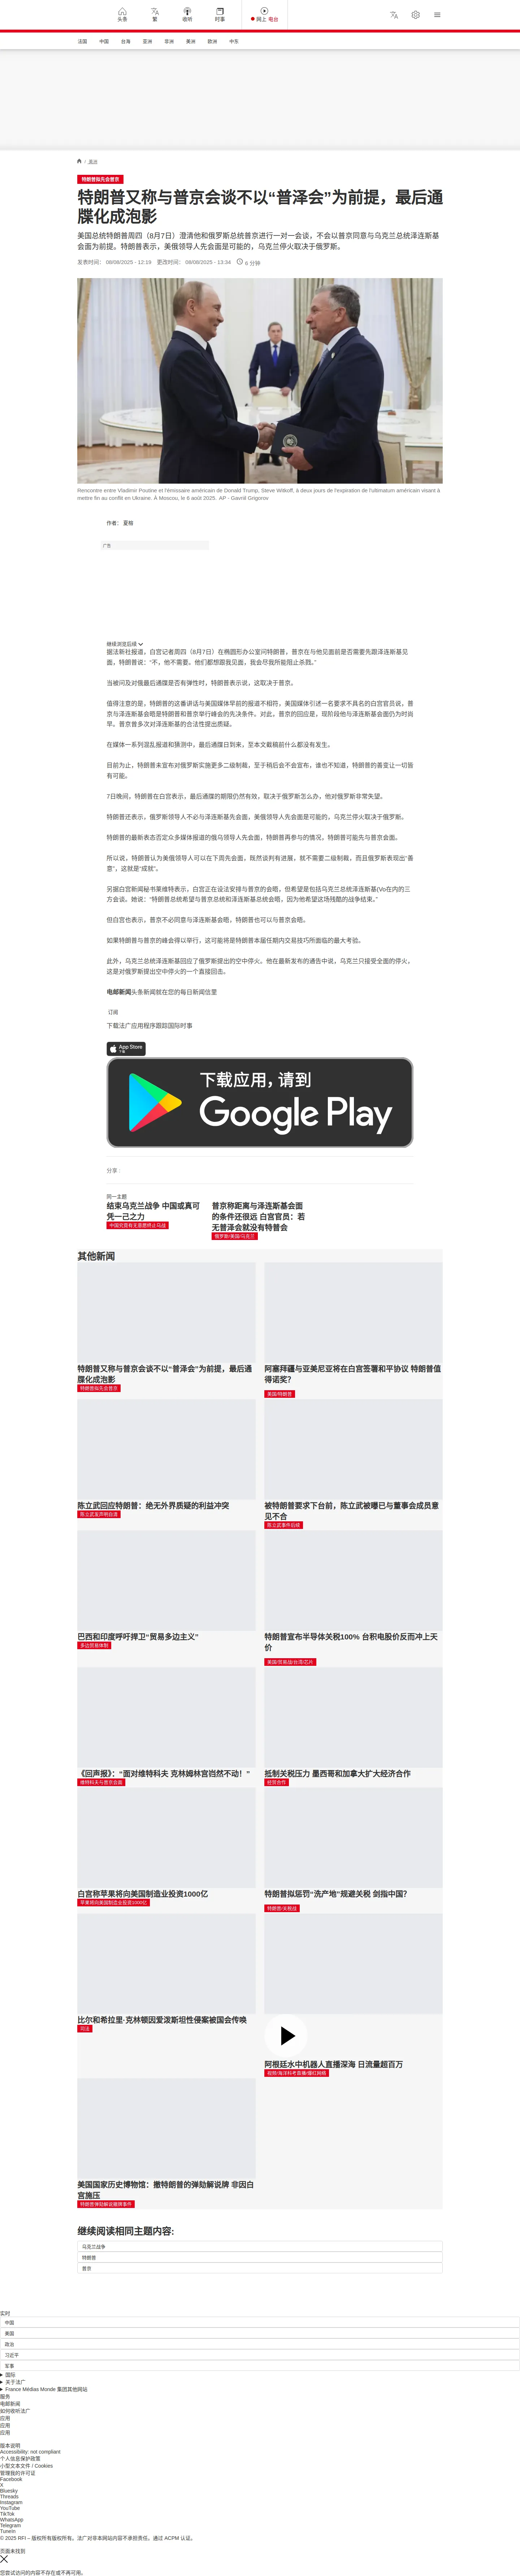 头条
繁
收听
时事
网上 电台
法国
中国
台海
亚洲
非洲
美洲
欧洲
中东
/ 美洲
特朗普拟先会普京
特朗普又称与普京会谈不以“普泽会”为前提，最后通
牒化成泡影
美国总统特朗普周四（8月7日）澄清他和俄罗斯总统普京进行一对一会谈，不会以普京同意与乌克兰总统泽连斯基
会面为前提。特朗普表示，美俄领导人先会面是可能的，乌克兰停火取决于俄罗斯。
发表时间： 08/08/2025 - 12:19 更改时间： 08/08/2025 - 13:34 6 分钟
Rencontre entre Vladimir Poutine et l'émissaire américain de Donald Trump, Steve Witkoff, à deux jours de l'expiration de l'ultimatum américain visant à
mettre fin au conflit en Ukraine. À Moscou, le 6 août 2025. AP - Gavriil Grigorov
作者： 夏榕
广告
继续浏览后续
据法新社报道，白宫记者周四（8月7日）在椭圆形办公室问特朗普，普京在与他见面前是否需要先跟泽连斯基见
面。特朗普说：“不，他不需要。他们都想跟我见面，我会尽我所能阻止杀戮。”
当被问及对俄最后通牒是否有弹性时，特朗普表示说，这取决于普京。
值得注意的是，特朗普的这番讲话与美国媒体早前的报道不相符，美国媒体引述一名要求不具名的白宫官员说，普
京与泽连斯基会晤是特朗普和普京举行峰会的先决条件。对此，普京的回应是，现阶段他与泽连斯基会面仍为时尚
早。普京曾多次对泽连斯基的合法性提出质疑。
在媒体一系列混乱报道和猜测中，最后通牒日到来，至本文截稿前什么都没有发生。
目前为止，特朗普未宣布对俄罗斯实施更多二级制裁，至于稍后会不会宣布，谁也不知道，特朗普的善变让一切皆
有可能。
7日晚间，特朗普在白宫表示，最后通牒的期限仍然有效，取决于俄罗斯怎么办，他对俄罗斯非常失望。
特朗普还表示，俄罗斯领导人不必与泽连斯基先会面，美俄领导人先会面是可能的，乌克兰停火取决于俄罗斯。
特朗普的最新表态否定众多媒体报道的俄乌领导人先会面，特朗普再参与的情况，特朗普可能先与普京会面。
所以说，特朗普认为美俄领导人可以在下周先会面，既然谈判有进展，就不需要二级制裁，而且俄罗斯表现出“善
意”，这就是“成就”。
另据白宫新闻秘书莱维特表示，白宫正在设法安排与普京的会晤，但希望是包括乌克兰总统泽连斯基(Vo在内的三
方会谈。她说：“特朗普总统希望与普京总统和泽连斯基总统会晤，因为他希望这场残酷的战争结束。”
但白宫也表示，普京不必同意与泽连斯基会晤，特朗普也可以与普京会晤。
如果特朗普与普京的峰会得以举行，这可能将是特朗普本届任期内交易技巧所面临的最大考验。
此外，乌克兰总统泽连斯基回应了俄罗斯提出的空中停火。他在最新发布的通告中说，乌克兰只接受全面的停火，
这是对俄罗斯提出空中停火的一个直接回击。
电邮新闻头条新闻就在您的每日新闻信里
订阅
下载法广应用程序跟踪国际时事
App Store
下载
下载应用，请到
Google Play
分享 :
同一主题
结束乌克兰战争 中国或真可
凭一己之力
中国究竟有无意愿终止乌战
普京称距离与泽连斯基会面
的条件还很远 白宫官员：若
无普泽会就没有特普会
俄罗斯/美国/乌克兰
其他新闻
特朗普又称与普京会谈不以“普泽会”为前提，最后通
牒化成泡影
特朗普拟先会普京
阿塞拜疆与亚美尼亚将在白宫签署和平协议 特朗普值
得诺奖？
美国/特朗普
陈立武回应特朗普：绝无外界质疑的利益冲突
陈立武发声明自清
被特朗普要求下台前，陈立武被曝已与董事会成员意
见不合
陈立武事件后续
巴西和印度呼吁捍卫“贸易多边主义”
多边贸易体制
特朗普宣布半导体关税100% 台积电股价反而冲上天
价
美国/贸易战/台湾/芯片
《回声报》：“面对维特科夫 克林姆林宫岿然不动！”
维特科夫与普京会面
抵制关税压力 墨西哥和加拿大扩大经济合作
经贸合作
白宫称苹果将向美国制造业投资1000亿
苹果将向美国制造业投资1000亿
特朗普拟惩罚“洗产地”规避关税 剑指中国？
特朗普/关税战
比尔和希拉里·克林顿因爱泼斯坦性侵案被国会传唤
司法
阿根廷水中机器人直播深海 日流量超百万
视频/海洋科考直播/爆红网络
美国国家历史博物馆：撤特朗普的弹劾解说牌 非因白
宫施压
特朗普弹劾解说撤牌事件
继续阅读相同主题内容:
乌克兰战争
特朗普
普京
实时
中国
美国
政治
习近平
军事
国际
关于法广
France Médias Monde 集团其他网站
服务
电邮新闻
如何收听法广
应用
应用
应用
版本说明
Accessibility: not compliant
个人信息保护政策
小型文本文件 / Cookies
管理我的许可证
Facebook
X
Bluesky
Threads
Instagram
YouTube
TikTok
WhatsApp
Telegram
TuneIn
© 2025 RFI – 版权所有版权所有。法广对非本网站内容不承担责任。通过 ACPM 认证。
页面未找到
您尝试访问的内容不存在或不再可用。